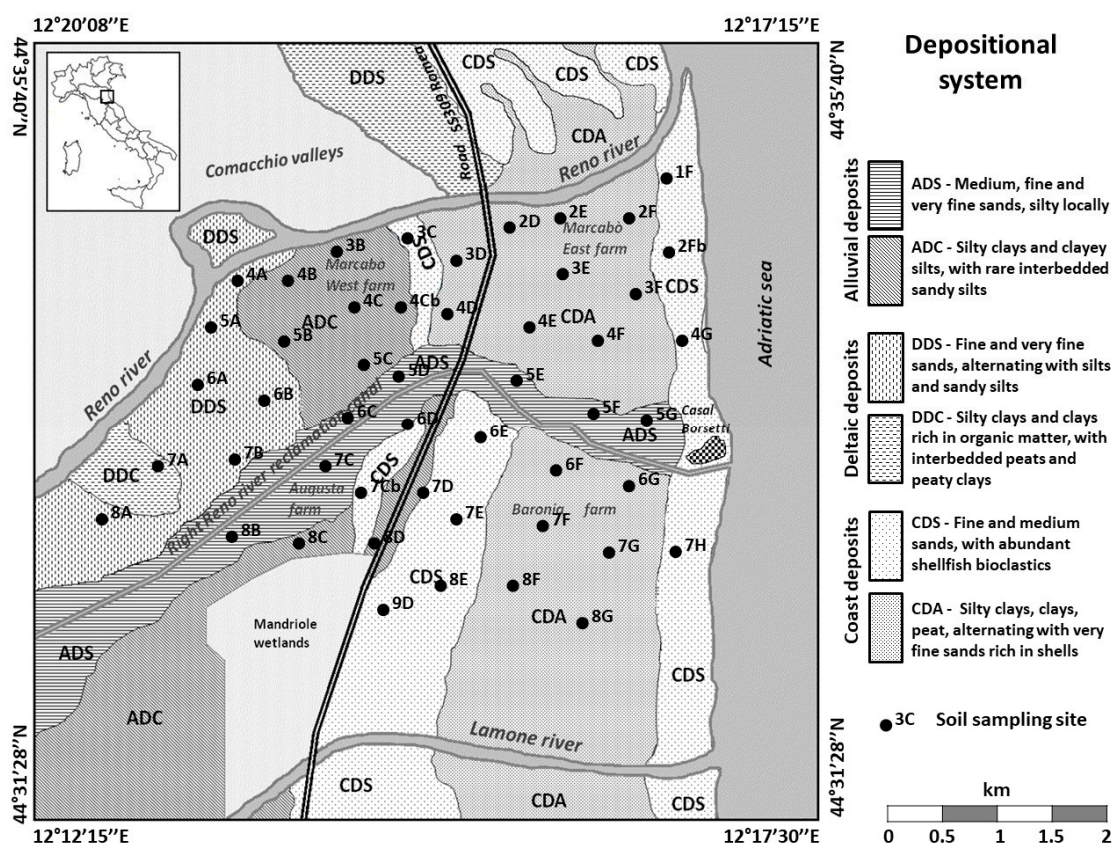 12°20'08''E
12°17'15''E
44°35'40''N
44°35'40''N
Depositional
system
DDS
Road SS309 Romea
CDS
CDS
CDS
CDA
Comacchio valleys
Reno river
1F
DDS
3C
CDS
2D
2E
2F
3B
Marcabò
West farm
Marcabò
East farm
3D
2Fb
4A
4B
3E
3F
CDS
4C
4Cb
4D
ADC
CDA
4E
4F
4G
5A
5B
Adriatic sea
Reno river
5C
ADS
5D
5E
6A
DDS
6B
6C
6D
5F
5G
Casal
Borsetti
ADS
6E
Right Reno river reclamation canal
7A
DDC
7B
7C
CDS
6F
6G
Augusta
farm
7Cb
7D
Baronia farm
8A
7E
7F
8B
8C
8D
7G
7H
CDS
8E
8F
9D
CDA
8G
Mandriole
wetlands
ADS
ADC
CDS
Lamone river
CDS
CDA
CDS
44°31'28''N
44°31'28''N
12°12'15''E
12°17'30''E
Alluvial deposits
ADS - Medium, fine and
very fine sands, silty locally
ADC - Silty clays and clayey
silts, with rare interbedded
sandy silts
Deltaic deposits
DDS - Fine and very fine
sands, alternating with silts
and sandy silts
DDC - Silty clays and clays
rich in organic matter, with
interbedded peats and
peaty clays
Coast deposits
CDS - Fine and medium
sands, with abundant
shellfish bioclastics
CDA - Silty clays, clays,
peat, alternating with very
fine sands rich in shells
3C Soil sampling site
km
0 0.5 1 1.5 2